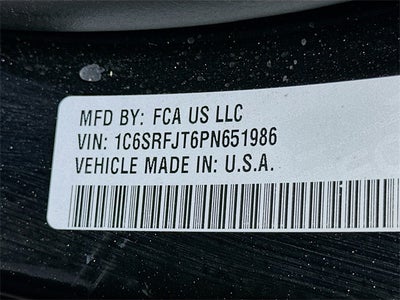 MFD BY: FCA US LLC
VIN: 1C6SRFJT6PN651986
VEHICLE MADE IN: U.S.A.